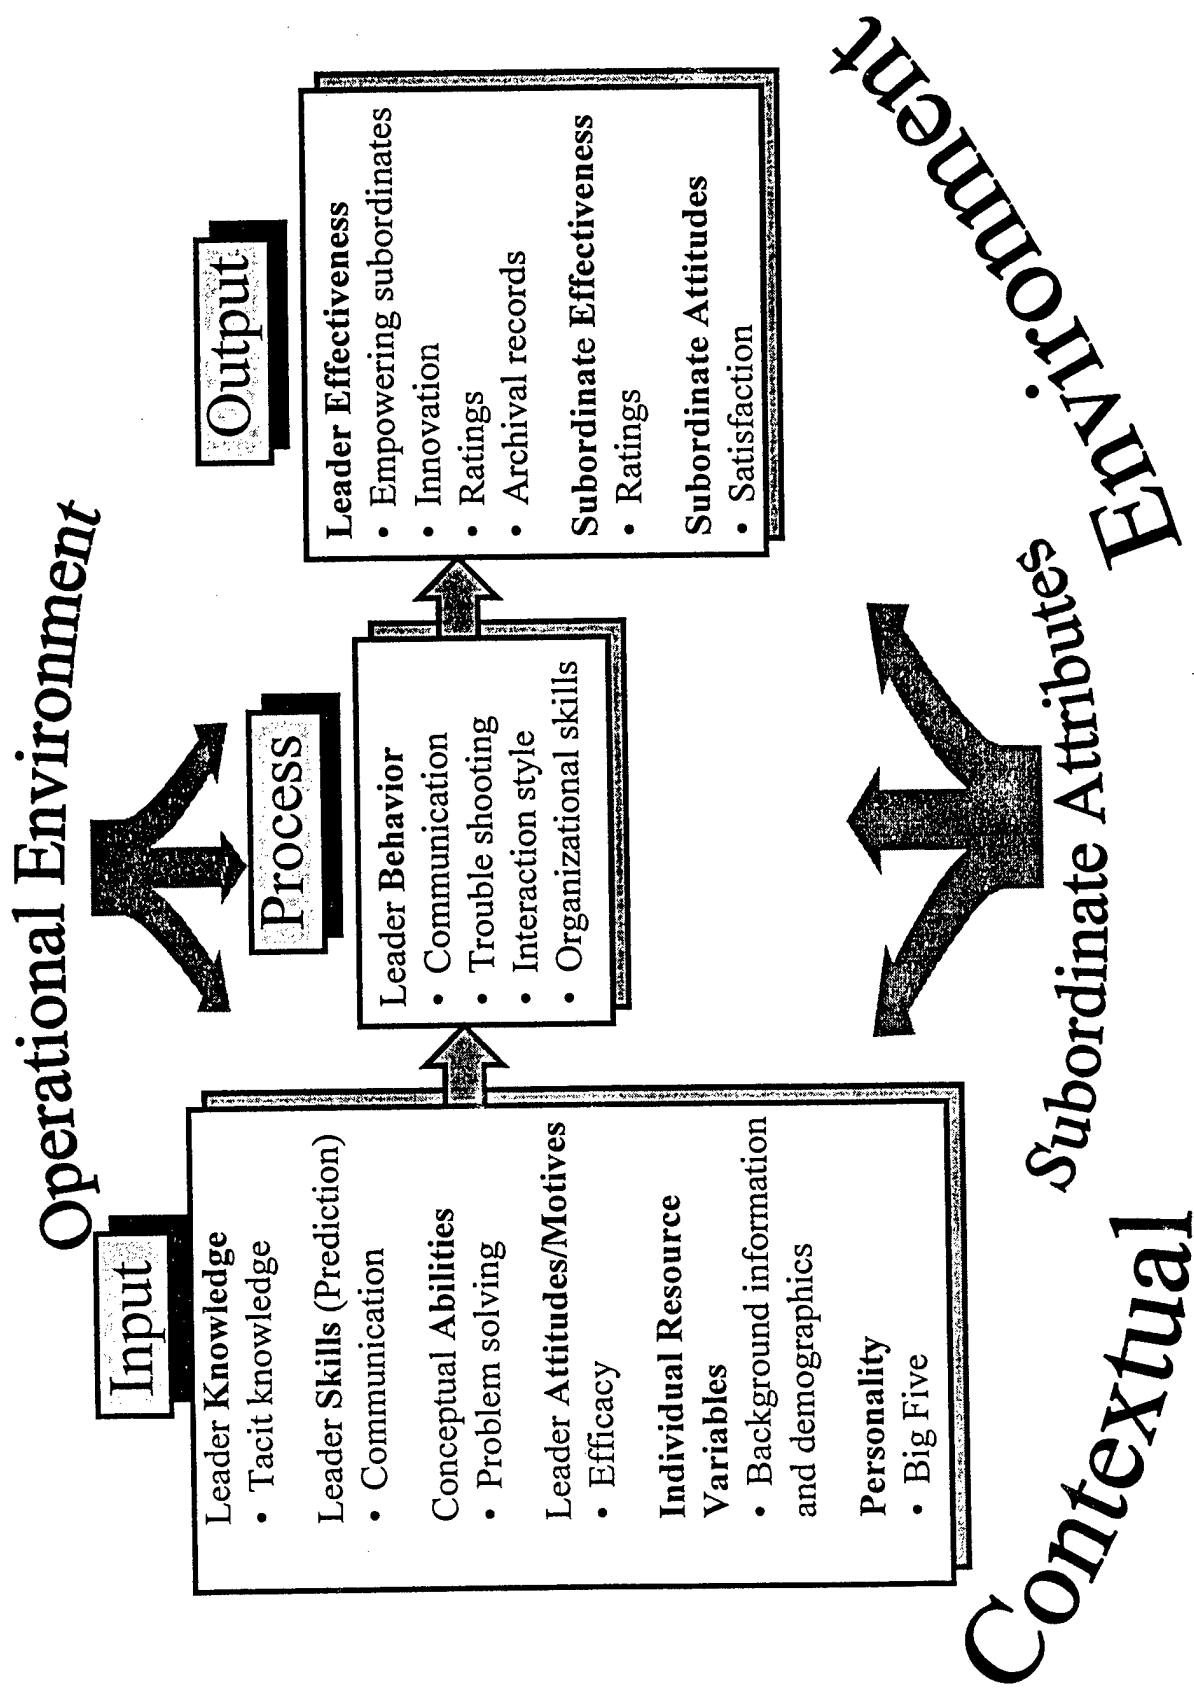 Operational Environment
Input
Leader Knowledge
• Tacit knowledge
Leader Skills (Prediction)
• Communication
Conceptual Abilities
• Problem solving
Leader Attitudes/Motives
• Efficacy
Individual Resource
Variables
• Background information
and demographics
Personality
• Big Five
Process
Leader Behavior
• Communication
• Trouble shooting
• Interaction style
• Organizational skills
Output
Leader Effectiveness
• Empowering subordinates
• Innovation
• Ratings
• Archival records
Subordinate Effectiveness
• Ratings
Subordinate Attitudes
• Satisfaction
Subordinate Attributes
Contextual Environment